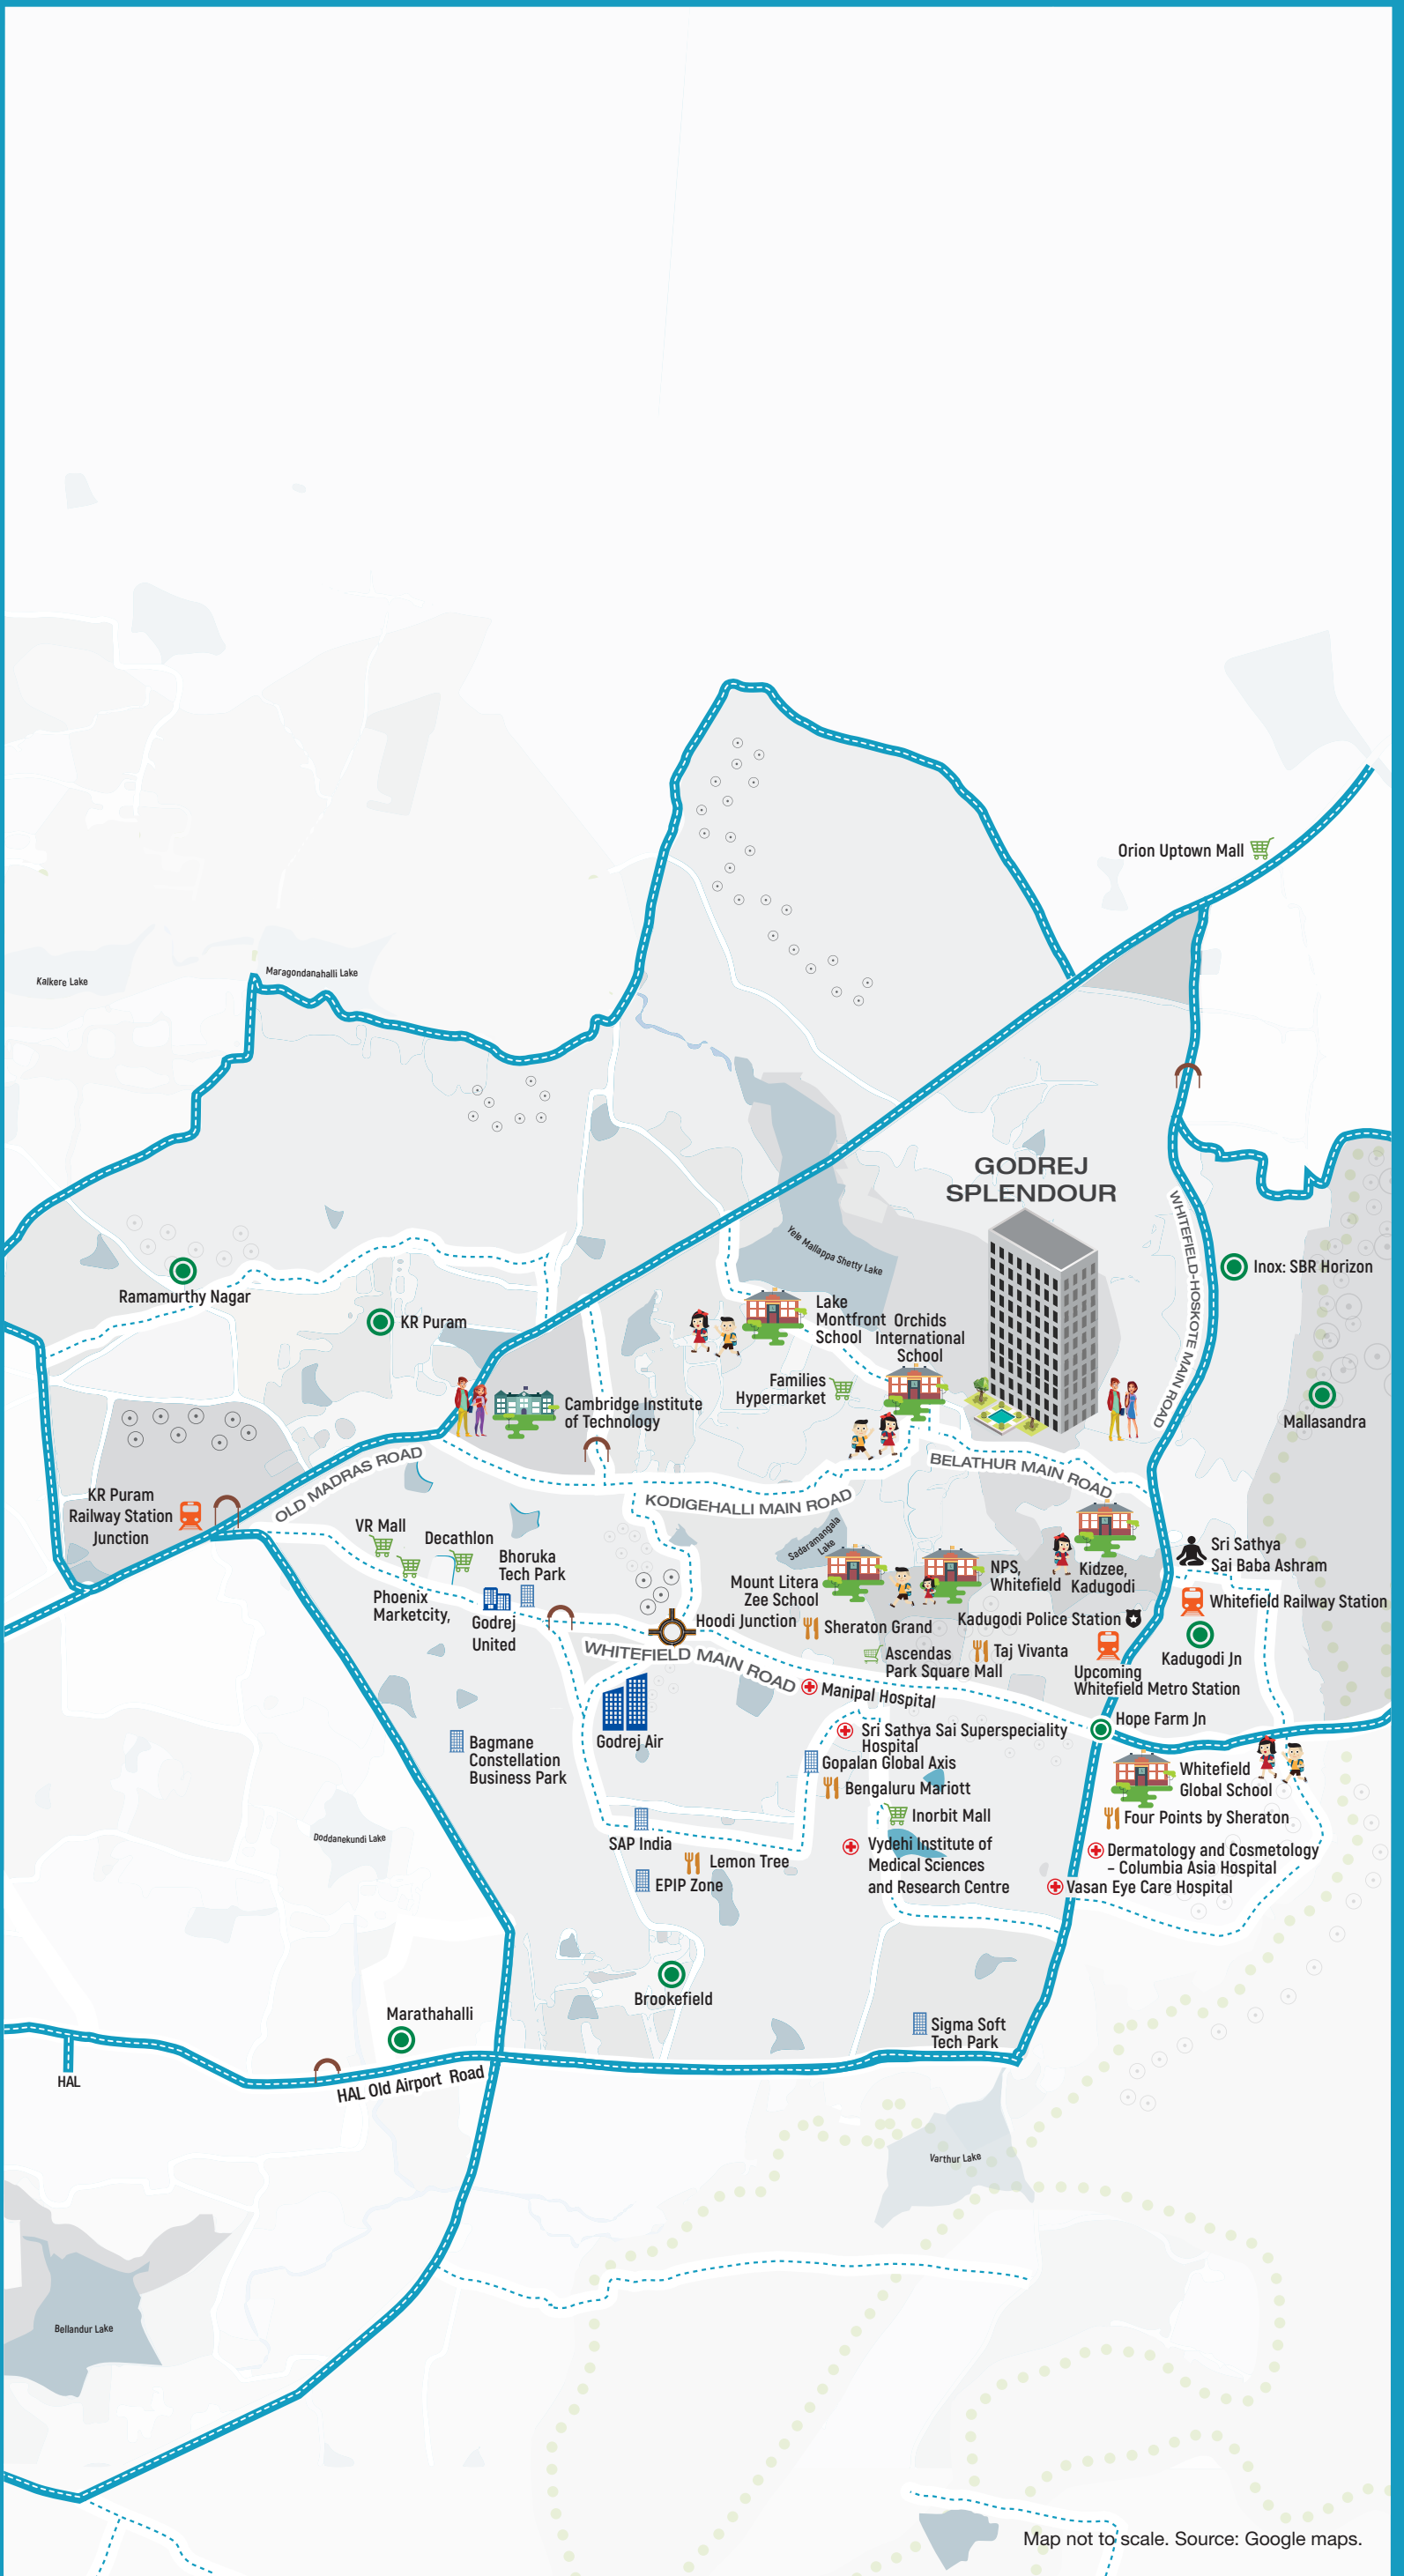 Orion Uptown Mall
Kalkere Lake
Maragondanahalli Lake
GODREJ
SPLENDOUR
WHITEFIELD-HOSKOTE MAIN ROAD
Yele Mallappa Shetty Lake
Inox: SBR Horizon
Ramamurthy Nagar
KR Puram
Lake
Montfront
School
Orchids
International
School
Families
Hypermarket
Cambridge Institute
of Technology
Mallasandra
OLD MADRAS ROAD
BELATHUR MAIN ROAD
KODIGEHALLI MAIN ROAD
KR Puram
Railway Station
Junction
VR Mall
Decathlon
Bhoruka
Tech Park
Phoenix
Marketcity,
Godrej
United
Sadaramangala
Lake
Mount Litera
Zee School
NPS,
Whitefield
Kidzee,
Kadugodi
Sri Sathya
Sai Baba Ashram
Whitefield Railway Station
Hoodi Junction
Sheraton Grand
Kadugodi Police Station
Ascendas
Park Square Mall
Taj Vivanta
Kadugodi Jn
Upcoming
Whitefield Metro Station
WHITEFIELD MAIN ROAD
Manipal Hospital
Hope Farm Jn
Godrej Air
Bagmane
Constellation
Business Park
Sri Sathya Sai Superspeciality
Hospital
Gopalan Global Axis
Bengaluru Mariott
Whitefield
Global School
Inorbit Mall
Four Points by Sheraton
SAP India
Doddanekundi Lake
Lemon Tree
EPIP Zone
Vydehi Institute of
Medical Sciences
and Research Centre
Dermatology and Cosmetology
– Columbia Asia Hospital
Vasan Eye Care Hospital
Brookefield
Marathahalli
Sigma Soft
Tech Park
HAL
HAL Old Airport Road
Varthur Lake
Bellandur Lake
Map not to scale. Source: Google maps.